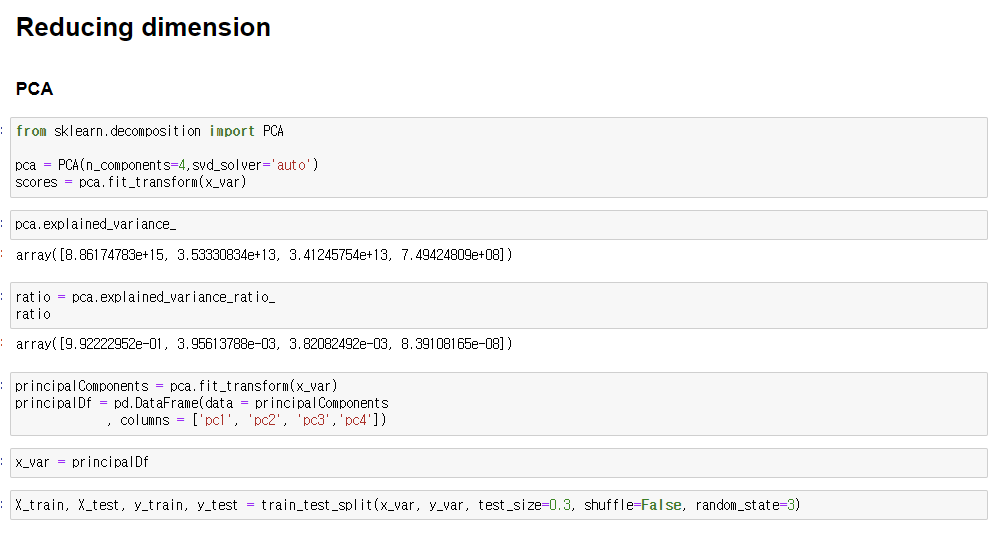 Reducing dimension
PCA
from sklearn.decomposition import PCA
pca = PCA(n_components=4,svd_solver='auto')
scores = pca.fit_transform(x_var)
pca.explained_variance_
array([8.86174783e+15, 3.53330834e+13, 3.41245754e+13, 7.49424809e+08])
ratio = pca.explained_variance_ratio_
ratio
array([9.92222952e-01, 3.95613788e-03, 3.82082492e-03, 8.39108165e-08])
principalComponents = pca.fit_transform(x_var)
principalDf = pd.DataFrame(data = principalComponents
, columns = ['pc1', 'pc2', 'pc3','pc4'])
x_var = principalDf
X_train, X_test, y_train, y_test = train_test_split(x_var, y_var, test_size=0.3, shuffle=False, random_state=3)